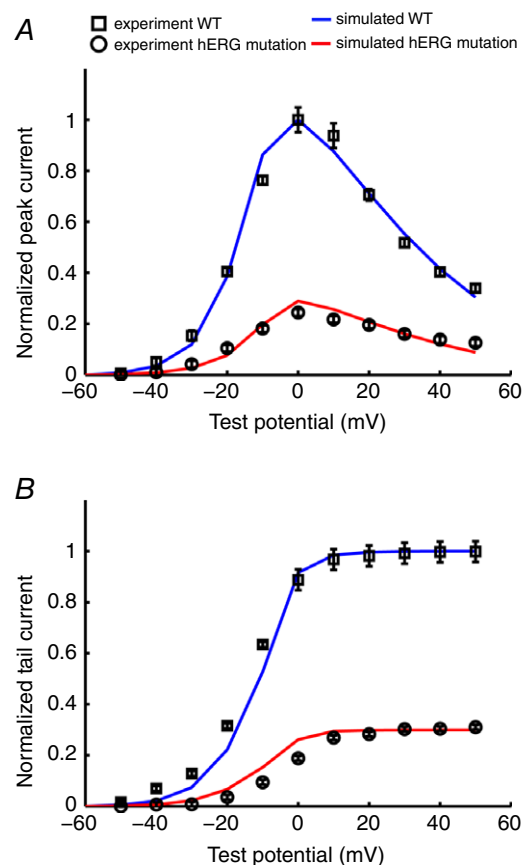 A
experiment WT
simulated WT
experiment hERG mutation
simulated hERG mutation
Normalized peak current
1
0.8
0.6
0.4
0.2
0
−60 −40 −20 0 20 40 60
Test potential (mV)
B
Normalized tail current
1
0.8
0.6
0.4
0.2
0
−60 −40 −20 0 20 40 60
Test potential (mV)